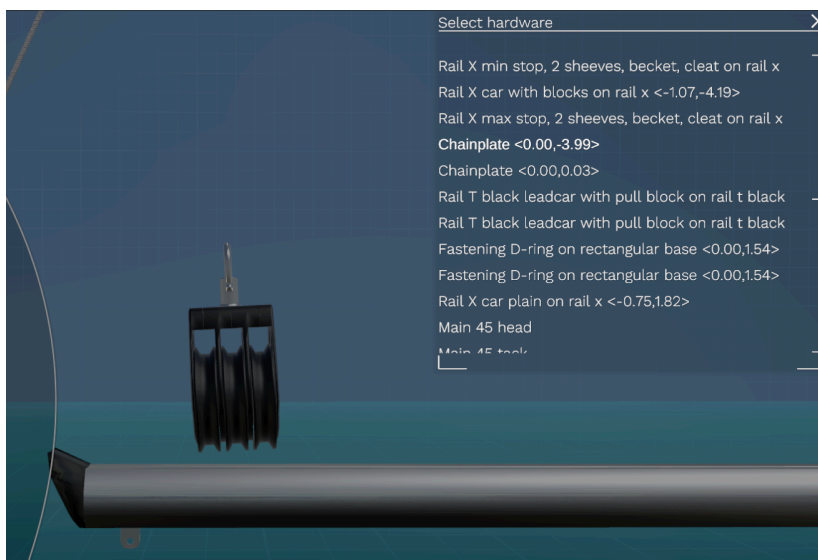 Select hardware
Rail X min stop, 2 sheeves, becket, cleat on rail x
Rail X car with blocks on rail x <-1.07,-4.19>
Rail X max stop, 2 sheeves, becket, cleat on rail x
Chainplate <0.00,-3.99>
Chainplate <0.00,0.03>
Rail T black leadcar with pull block on rail t black
Rail T black leadcar with pull block on rail t black
Fastening D-ring on rectangular base <0.00,1.54>
Fastening D-ring on rectangular base <0.00,1.54>
Rail X car plain on rail x <-0.75,1.82>
Main 45 head
Main 45 tack